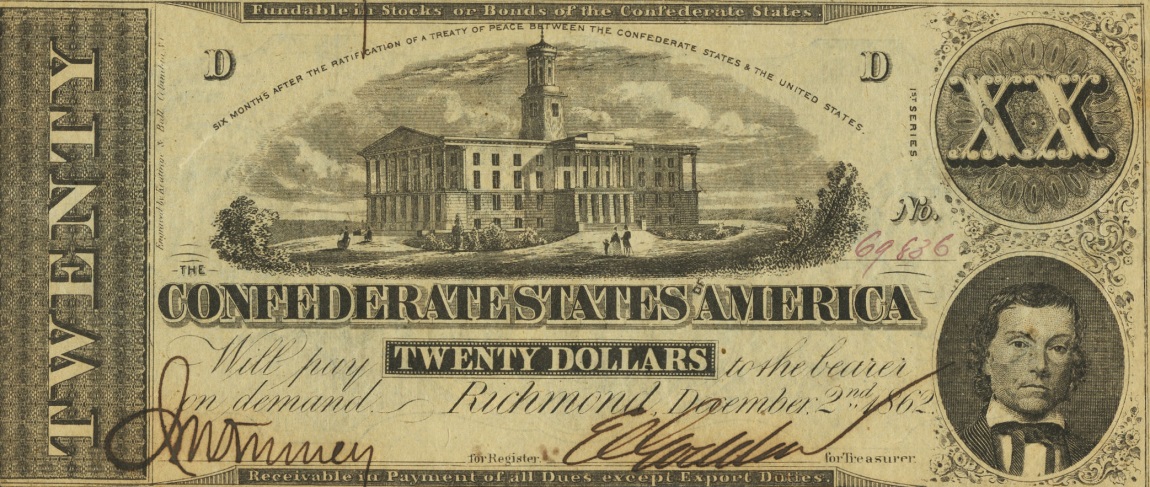 Fundable in Stocks or Bonds of the Confederate States
SIX MONTHS AFTER THE RATIFICATION OF A TREATY OF PEACE BETWEEN THE CONFEDERATE STATES & THE UNITED STATES.
D
D
XX
1ST SERIES.
TWENTY
No.
69836
THE
CONFEDERATE STATES OF AMERICA
Will pay TWENTY DOLLARS to the bearer
on demand Richmond, December 2nd 1862
for Register.
for Treasurer.
Receivable in Payment of all Dues except Export Duties.